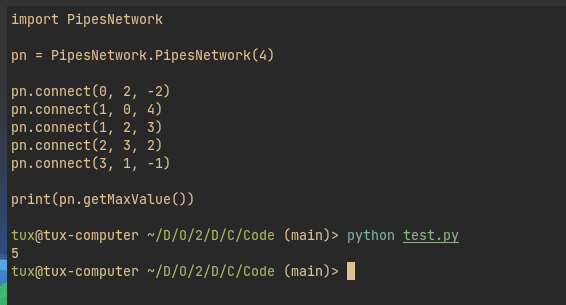 import PipesNetwork
pn = PipesNetwork.PipesNetwork(4)
pn.connect(0, 2, -2)
pn.connect(1, 0, 4)
pn.connect(1, 2, 3)
pn.connect(2, 3, 2)
pn.connect(3, 1, -1)
print(pn.getMaxValue())
tux@tux-computer ~/D/O/2/D/C/Code (main)> python test.py
5
tux@tux-computer ~/D/O/2/D/C/Code (main)>